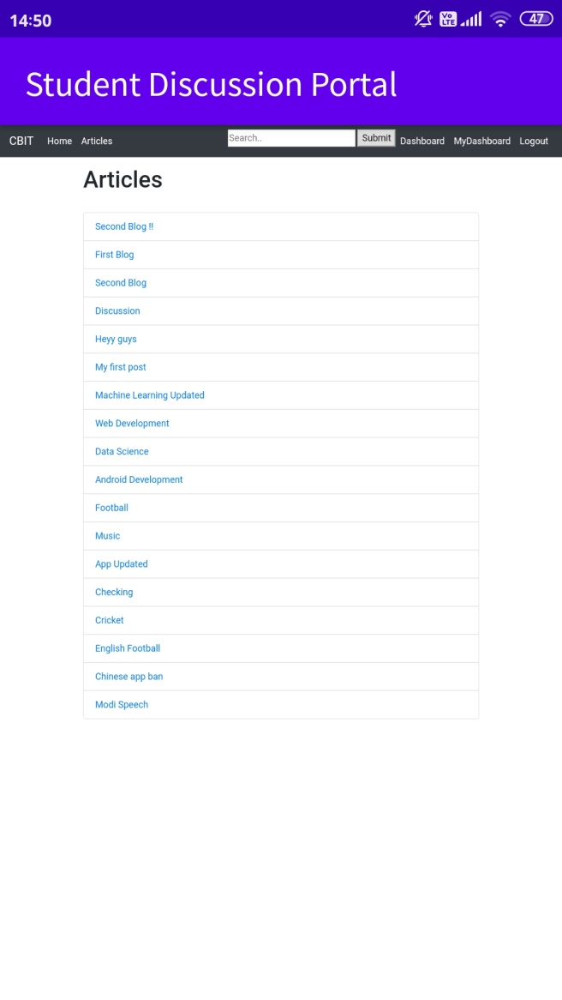 14:50 Vo LTE 47
Student Discussion Portal
CBIT Home Articles Search.. Submit Dashboard MyDashboard Logout
Articles
Second Blog !!
First Blog
Second Blog
Discussion
Heyy guys
My first post
Machine Learning Updated
Web Development
Data Science
Android Development
Football
Music
App Updated
Checking
Cricket
English Football
Chinese app ban
Modi Speech